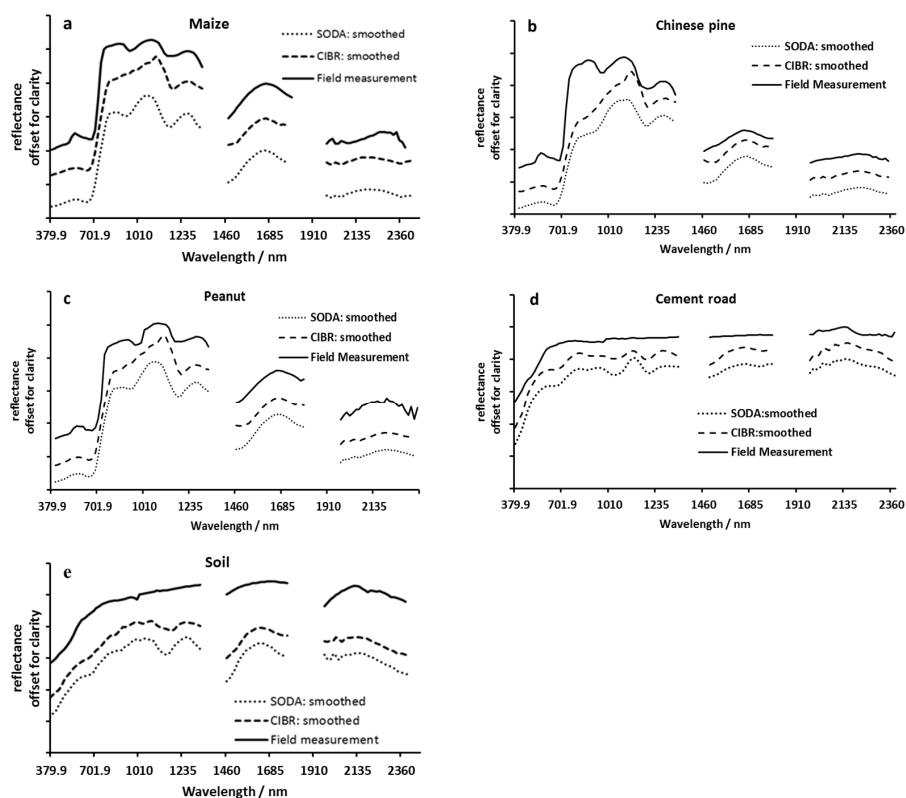 a
Maize
SODA: smoothed
CIBR: smoothed
Field measurement
reflectance
offset for clarity
379.9 701.9 1010 1235 1460 1685 1910 2135 2360
Wavelength / nm
b
Chinese pine
SODA: smoothed
CIBR: smoothed
Field Measurement
reflectance
offset for clarity
379.9 701.9 1010 1235 1460 1685 1910 2135 2360
Wavelength / nm
c
Peanut
SODA: smoothed
CIBR: smoothed
Field Measurement
reflectance
offset for clarity
379.9 701.9 1010 1235 1460 1685 1910 2135
Wavelength / nm
d
Cement road
SODA:smoothed
CIBR:smoothed
Field Measurement
reflectance
offset for clarity
379.9 701.9 1010 1235 1460 1685 1910 2135 2360
Wavelength / nm
e
Soil
SODA: smoothed
CIBR: smoothed
Field measurement
reflectance
offset for clarity
379.9 701.9 1010 1235 1460 1685 1910 2135 2360
Wavelength / nm